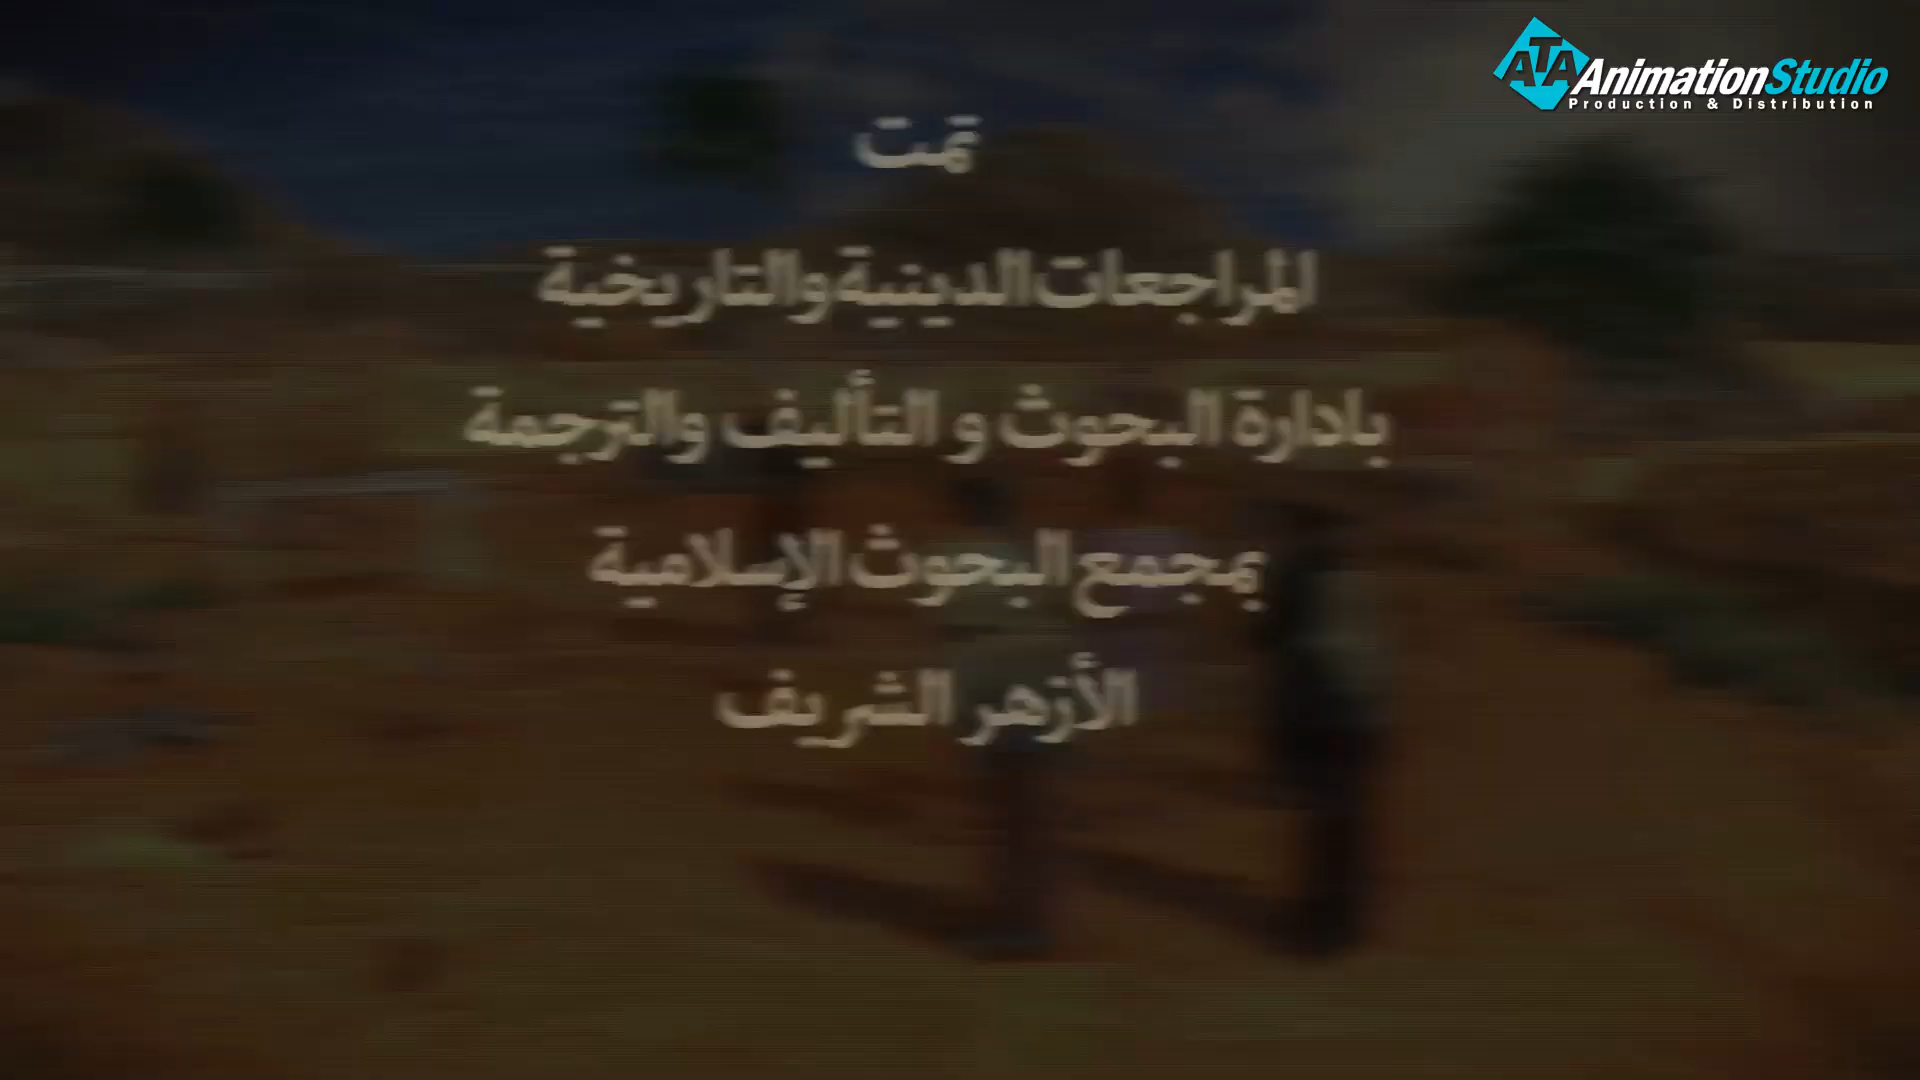 ATA AnimationStudio
Production & Distribution
تمت
المراجعات الدينية والتاريخية
بادارة البحوث و التأليف والترجمة
بمجمع البحوث الإسلامية
الأزهر الشريف